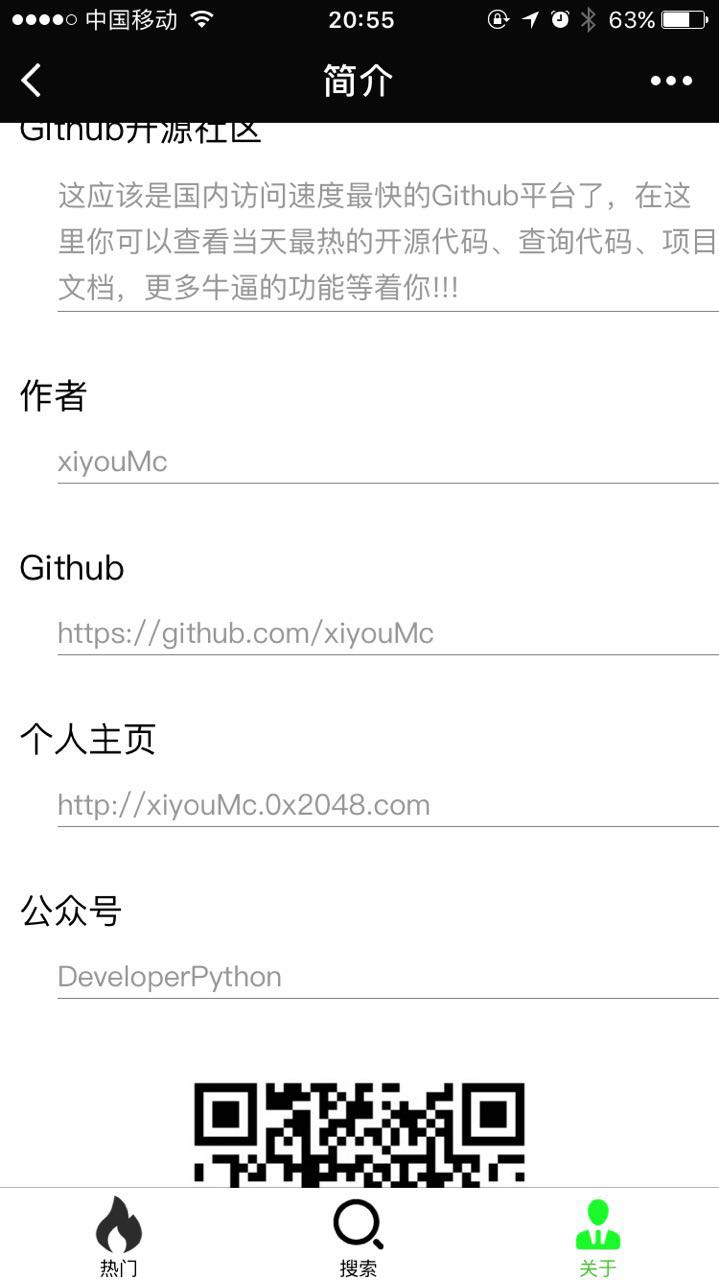 中国移动 20:55 63%
简介
Github开源社区
这应该是国内访问速度最快的Github平台了，在这
里你可以查看当天最热的开源代码、查询代码、项目
文档，更多牛逼的功能等着你!!!
作者
xiyouMc
Github
https://github.com/xiyouMc
个人主页
http://xiyouMc.0x2048.com
公众号
DeveloperPython
热门 搜索 关于